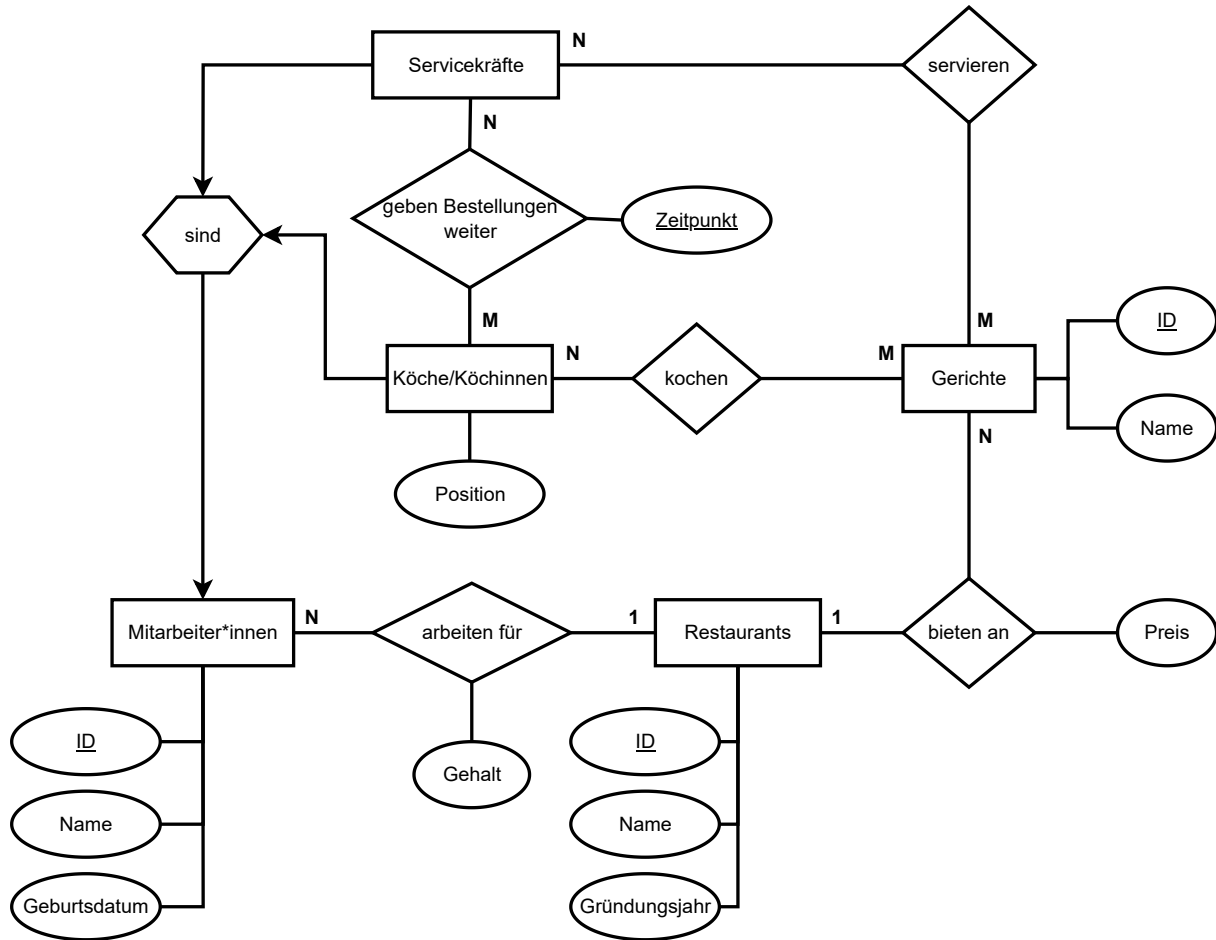 N
Servicekräfte
servieren
N
geben Bestellungen
weiter
Zeitpunkt
sind
M
M
ID
N
M
Köche/Köchinnen
kochen
Gerichte
Name
N
Position
Mitarbeiter*innen
N
arbeiten für
1
Restaurants
1
bieten an
Preis
ID
ID
Gehalt
Name
Name
Geburtsdatum
Gründungsjahr